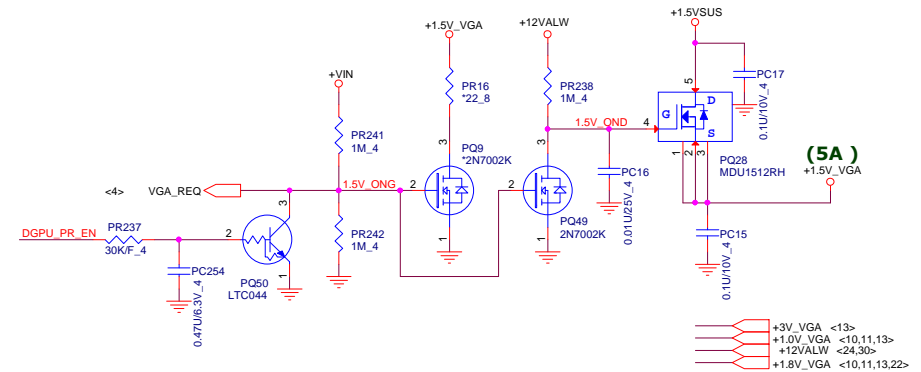 +1.5V_VGA
+12VALW
+1.5VSUS
+VIN
PR16
*22_8
PR238
1M_4
5
PC17
0.1U/10V_4
PR241
1M_4
3
PQ9
*2N7002K
3
1.5V_OND
4
G
D
S
1
2
3
PQ28
MDU1512RH
(5A )
+1.5V_VGA
<4>
VGA_REQ
1.5V_ONG
2
2
PC16
0.01U/25V_4
DGPU_PR_EN
PR237
30K/F_4
3
2
PR242
1M_4
1
1
PQ49
2N7002K
PC15
0.1U/10V_4
PC254
0.47U/6.3V_4
1
PQ50
LTC044
+3V_VGA <13>
+1.0V_VGA <10,11,13>
+12VALW <24,30>
+1.8V_VGA <10,11,13,22>